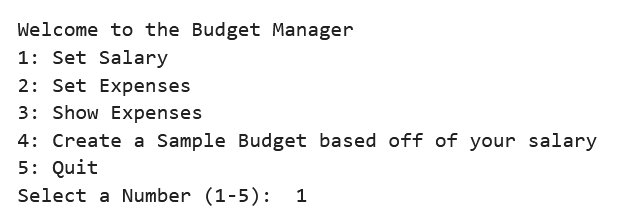 Welcome to the Budget Manager
1: Set Salary
2: Set Expenses
3: Show Expenses
4: Create a Sample Budget based off of your salary
5: Quit
Select a Number (1-5):  1